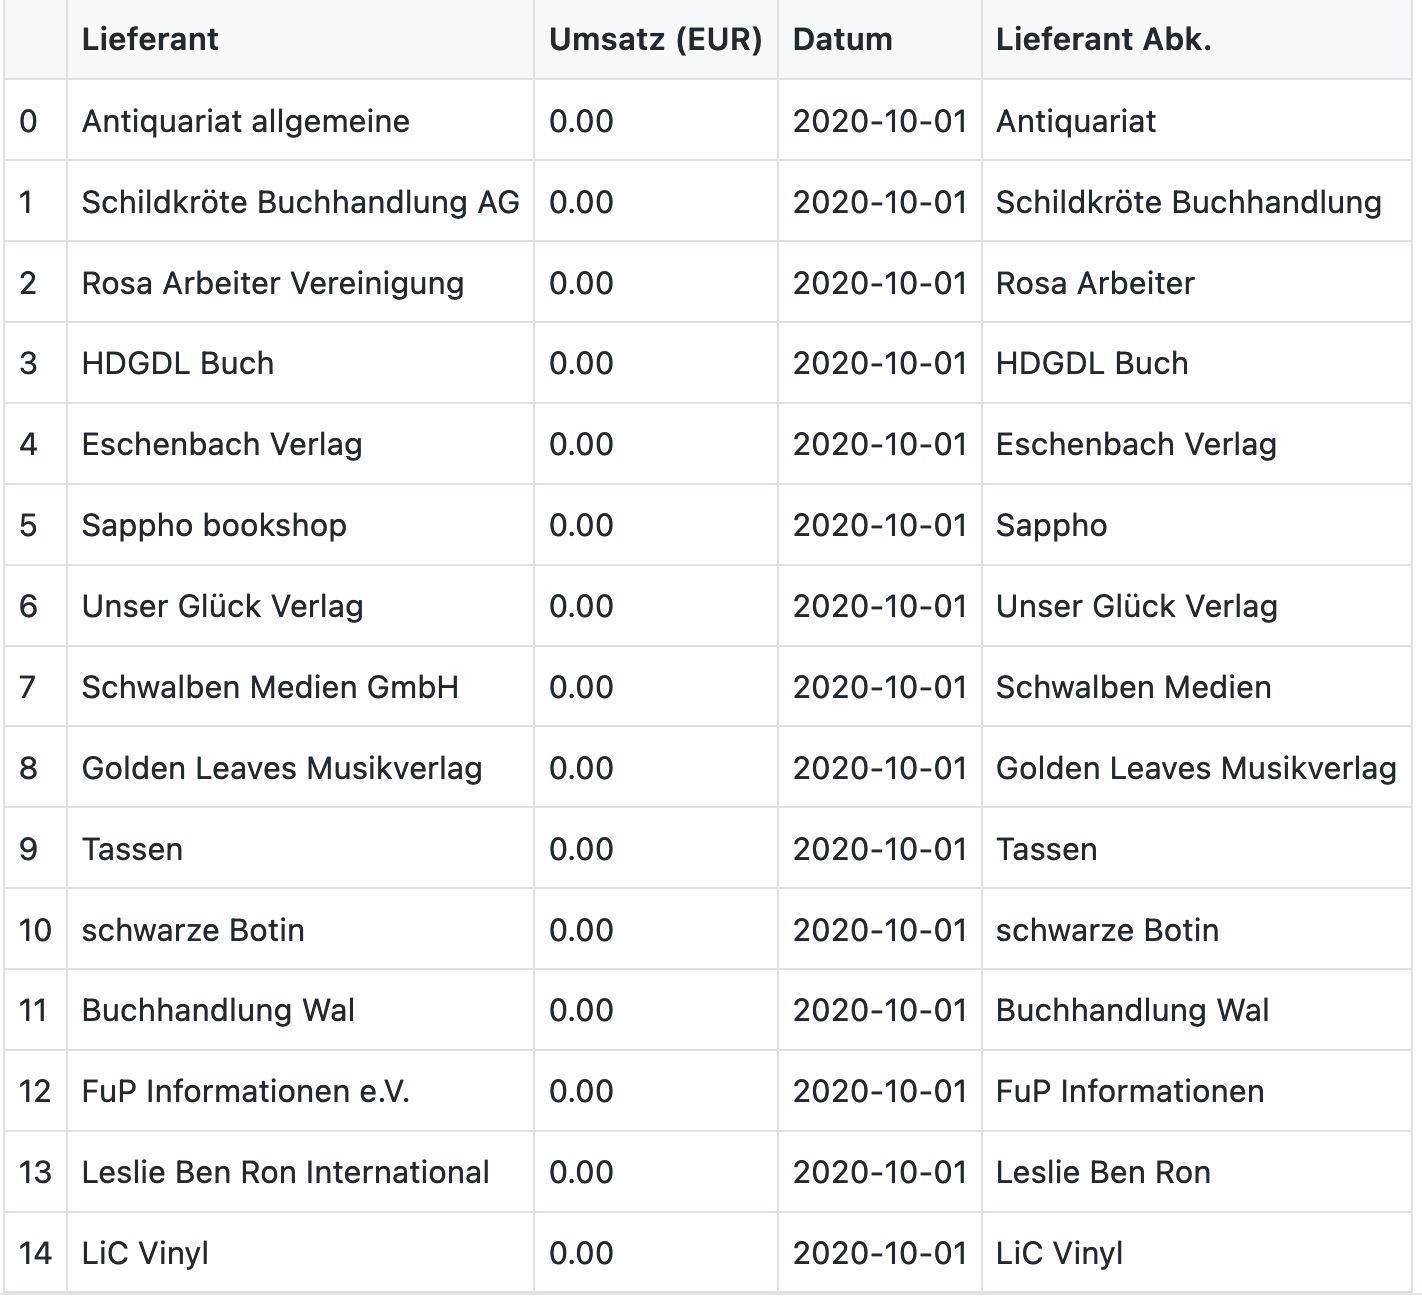 Lieferant Umsatz (EUR) Datum Lieferant Abk.
0 Antiquariat allgemeine 0.00 2020-10-01 Antiquariat
1 Schildkröte Buchhandlung AG 0.00 2020-10-01 Schildkröte Buchhandlung
2 Rosa Arbeiter Vereinigung 0.00 2020-10-01 Rosa Arbeiter
3 HDGDL Buch 0.00 2020-10-01 HDGDL Buch
4 Eschenbach Verlag 0.00 2020-10-01 Eschenbach Verlag
5 Sappho bookshop 0.00 2020-10-01 Sappho
6 Unser Glück Verlag 0.00 2020-10-01 Unser Glück Verlag
7 Schwalben Medien GmbH 0.00 2020-10-01 Schwalben Medien
8 Golden Leaves Musikverlag 0.00 2020-10-01 Golden Leaves Musikverlag
9 Tassen 0.00 2020-10-01 Tassen
10 schwarze Botin 0.00 2020-10-01 schwarze Botin
11 Buchhandlung Wal 0.00 2020-10-01 Buchhandlung Wal
12 FuP Informationen e.V. 0.00 2020-10-01 FuP Informationen
13 Leslie Ben Ron International 0.00 2020-10-01 Leslie Ben Ron
14 LiC Vinyl 0.00 2020-10-01 LiC Vinyl